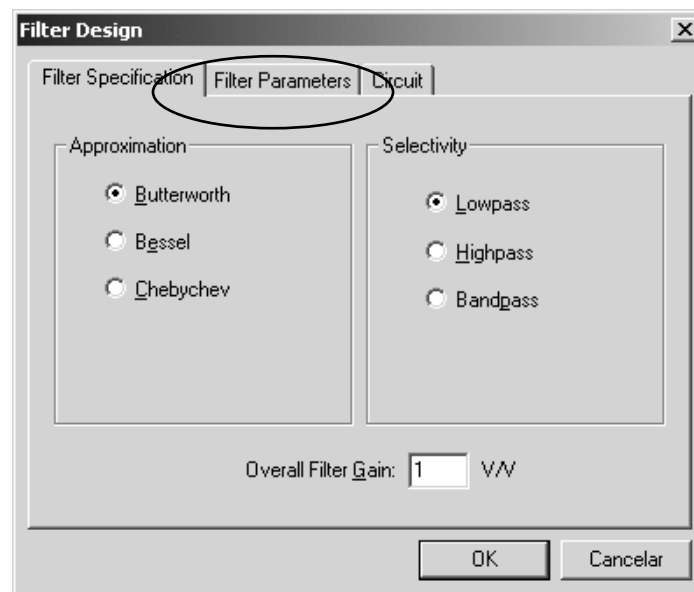 Filter Design
Filter Specification Filter Parameters Circuit
Approximation
Butterworth
Bessel
Chebychev
Selectivity
Lowpass
Highpass
Bandpass
Overall Filter Gain: 1 V/V
OK Cancelar